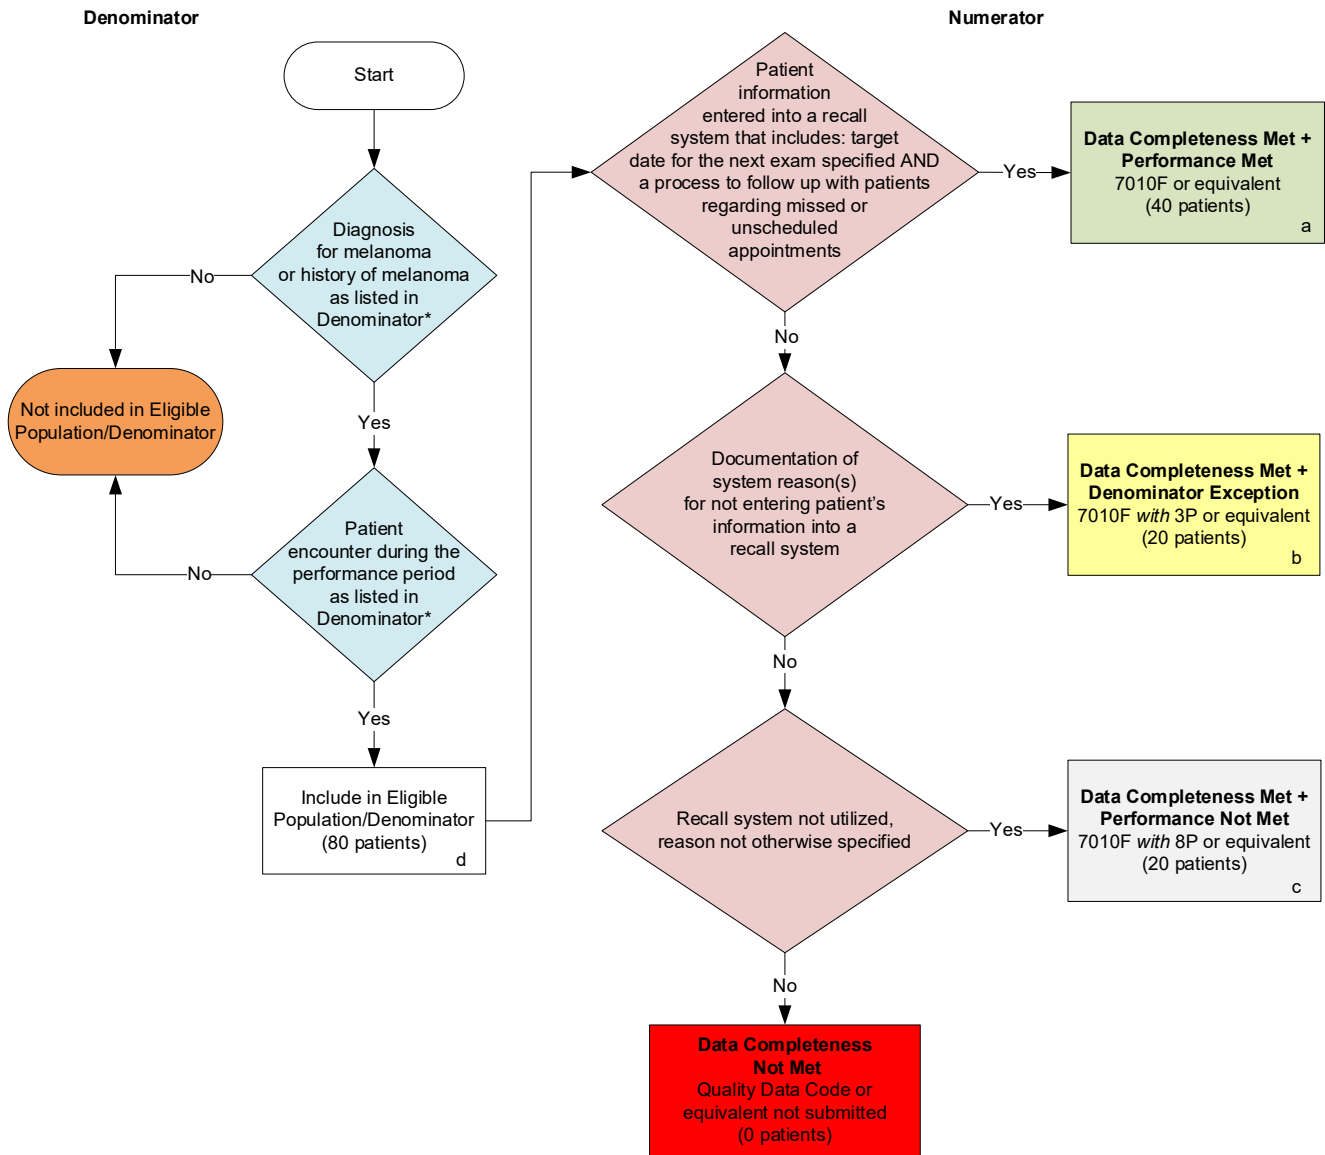 Denominator
Start
Diagnosis
for melanoma
or history of melanoma
as listed in
Denominator*
No
Not included in Eligible
Population/Denominator
Yes
Patient
encounter during the
performance period
as listed in
Denominator*
No
Yes
Include in Eligible
Population/Denominator
(80 patients)
d
Numerator
Patient
information
entered into a recall
system that includes: target
date for the next exam specified AND
a process to follow up with patients
regarding missed or
unscheduled
appointments
Yes
Data Completeness Met +
Performance Met
7010F or equivalent
(40 patients)
a
No
Documentation of
system reason(s)
for not entering patient's
information into a
recall system
Yes
Data Completeness Met +
Denominator Exception
7010F with 3P or equivalent
(20 patients)
b
No
Recall system not utilized,
reason not otherwise specified
Yes
Data Completeness Met +
Performance Not Met
7010F with 8P or equivalent
(20 patients)
c
No
Data Completeness
Not Met
Quality Data Code or
equivalent not submitted
(0 patients)